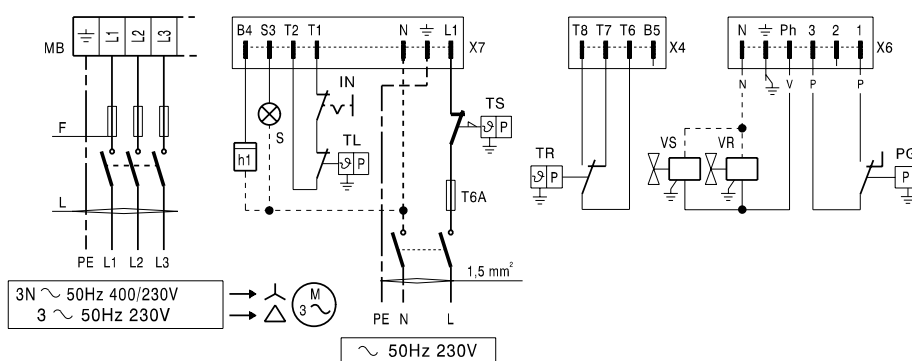 MB L1 L2 L3
F
L
PE L1 L2 L3
3N ∼ 50Hz 400/230V
3 ∼ 50Hz 230V
M
3 ∼
B4 S3 T2 T1 N L1 X7
IN
S
h1
TL
ϑ P
TS
ϑ P
T6A
1,5 mm²
PE N L
∼ 50Hz 230V
T8 T7 T6 B5 X4
TR
ϑ P
N Ph 3 2 1 X6
N V P P
VS VR
PG
P